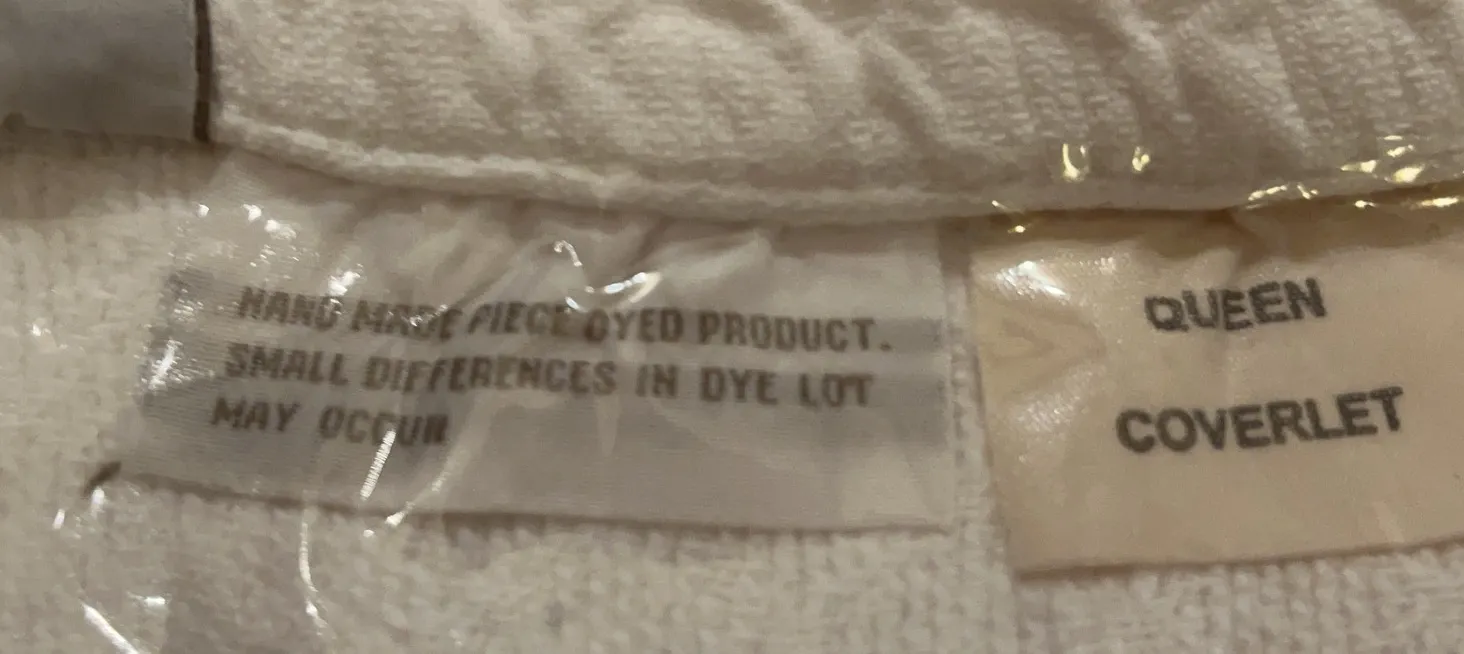 HAND MADE PIECE DYED PRODUCT.
SMALL DIFFERENCES IN DYE LOT
MAY OCCUR
QUEEN
COVERLET